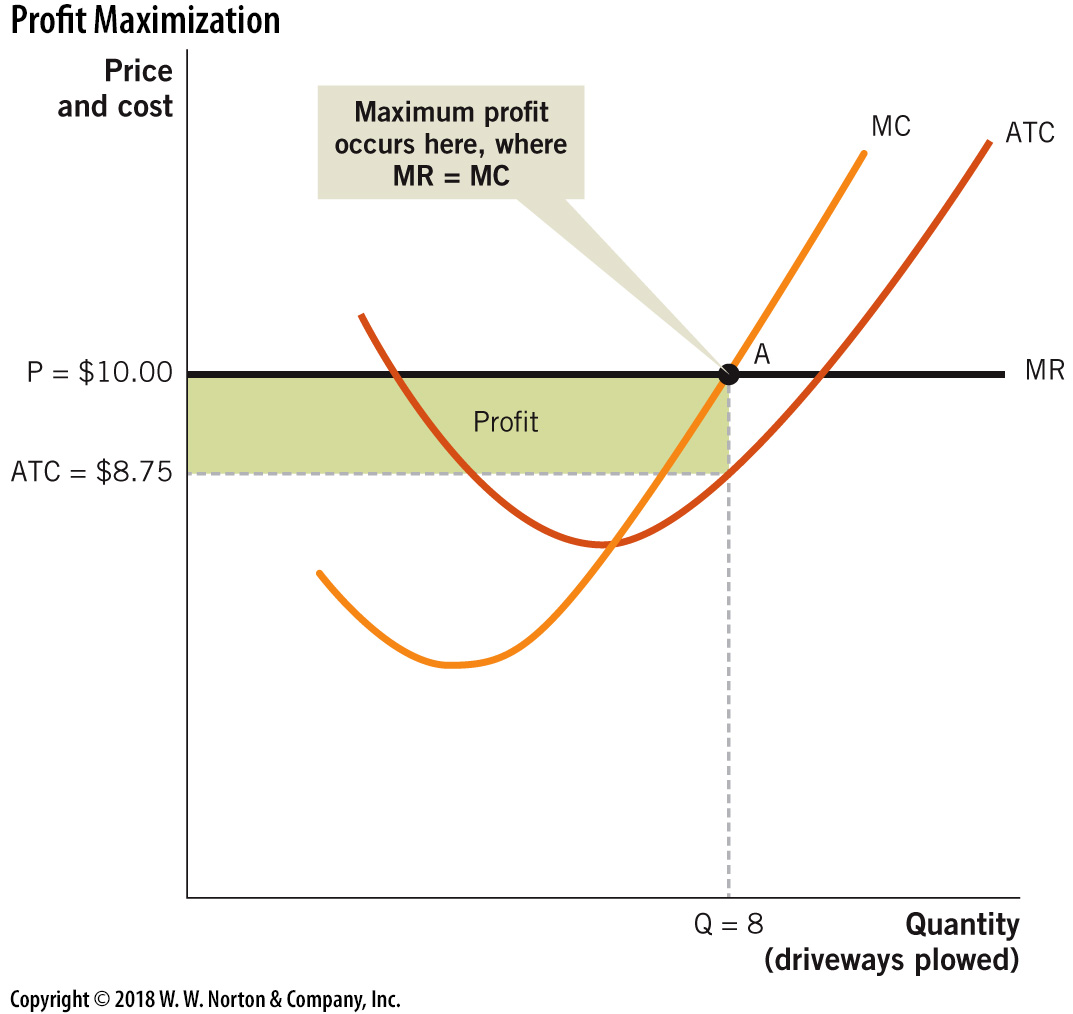 Profit Maximization
Price
and cost
Maximum profit
occurs here, where
MR = MC
MC
ATC
A
P = $10.00
MR
Profit
ATC = $8.75
Q = 8
Quantity
(driveways plowed)
Copyright © 2018 W. W. Norton & Company, Inc.